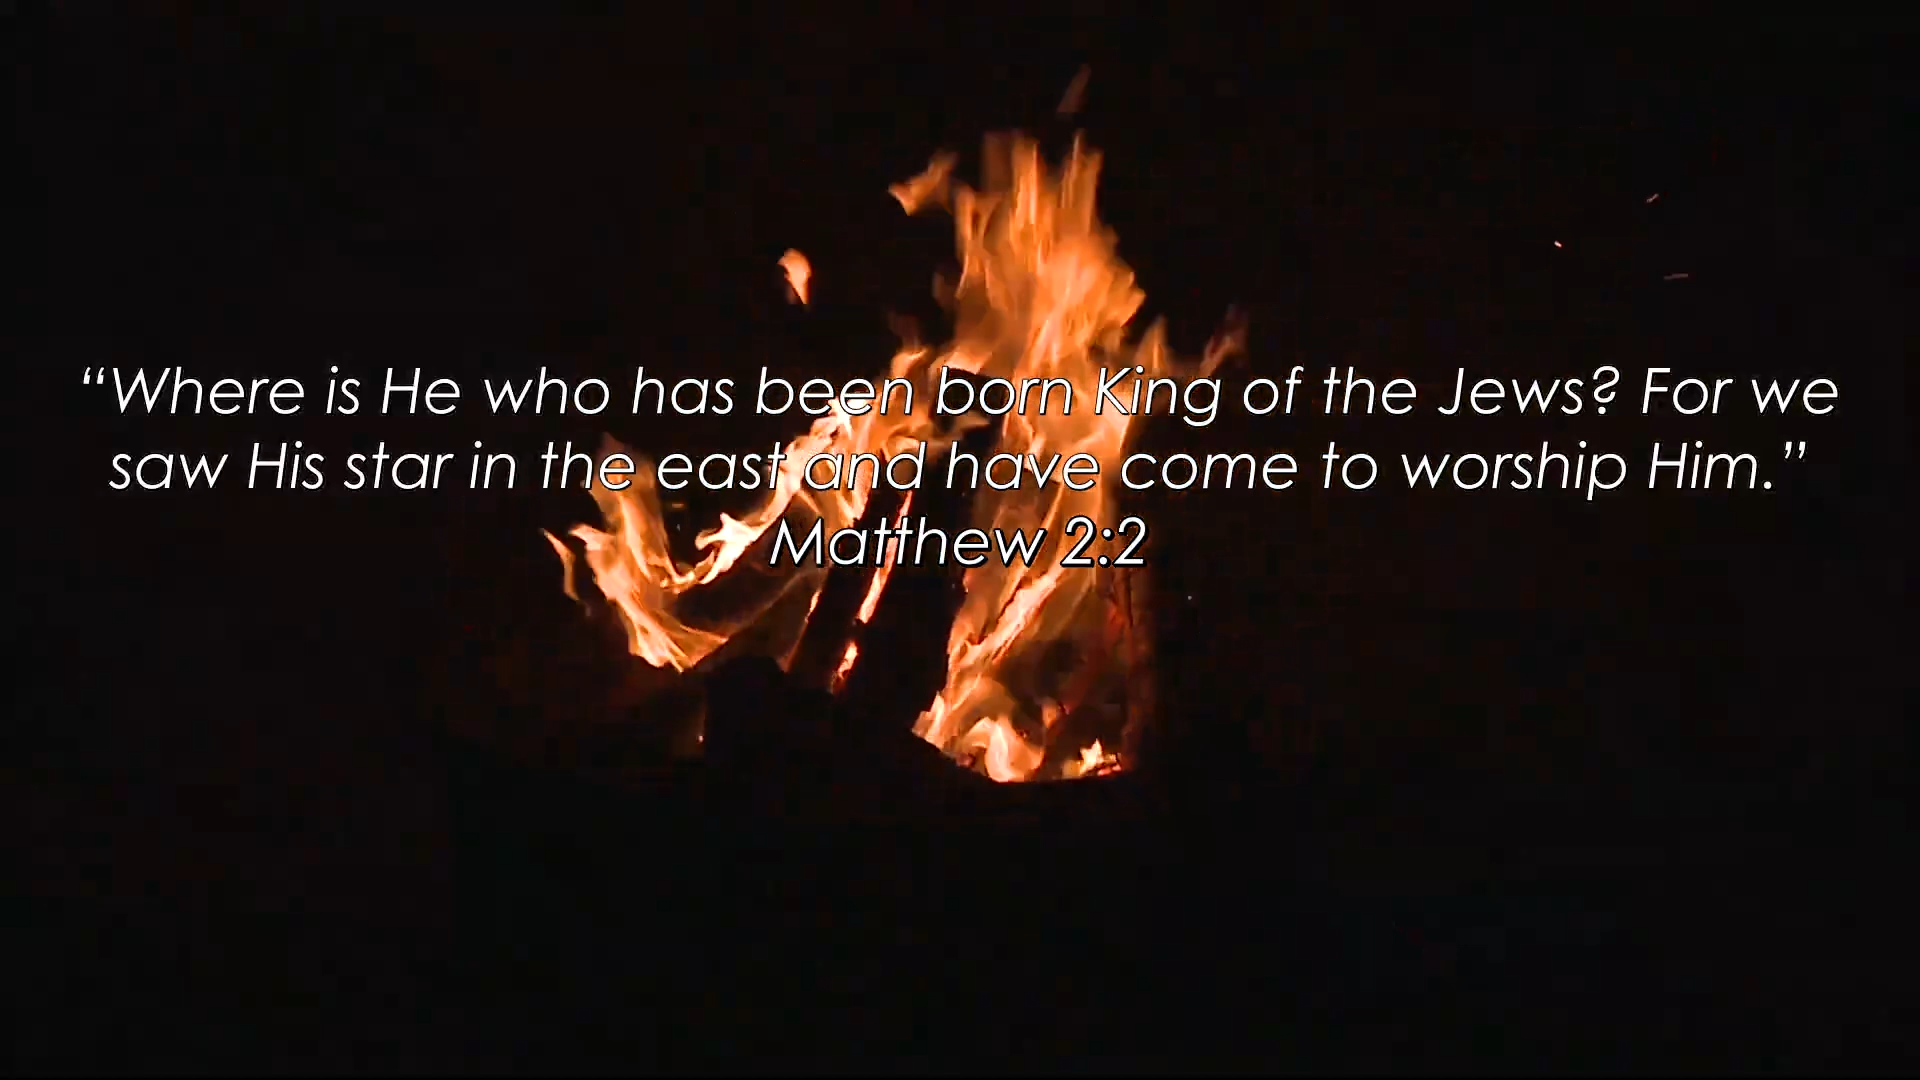 “Where is He who has been born King of the Jews? For we
saw His star in the east and have come to worship Him.”
Matthew 2:2